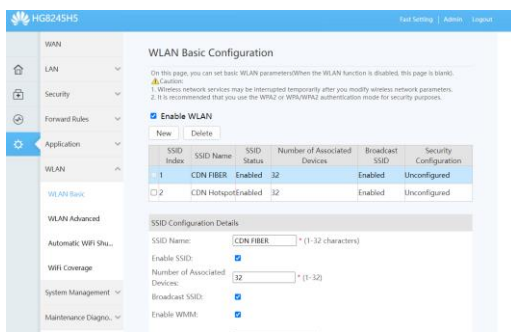 HG8245H5
Fast Setting | Admin Logout
WAN
LAN
Security
Forward Rules
Application
WLAN
WLAN Basic
WLAN Advanced
Automatic WiFi Shu...
WiFi Coverage
System Management
Maintenance Diagno..
WLAN Basic Configuration
On this page, you can set basic WLAN parameters(When the WLAN function is disabled, this page is blank).
Caution:
1. Wireless network services may be interrupted temporarily after you modify wireless network parameters.
2. It is recommended that you use the WPA2 or WPA/WPA2 authentication mode for security purposes.
Enable WLAN
New Delete
SSID Index SSID Name SSID Status Number of Associated Devices Broadcast SSID Security Configuration
1 CDN FIBER Enabled 32 Enabled Unconfigured
2 CDN Hotspot Enabled 32 Enabled Unconfigured
SSID Configuration Details
SSID Name: CDN FIBER * (1-32 characters)
Enable SSID:
Number of Associated
Devices: 32 * (1-32)
Broadcast SSID:
Enable WMM: